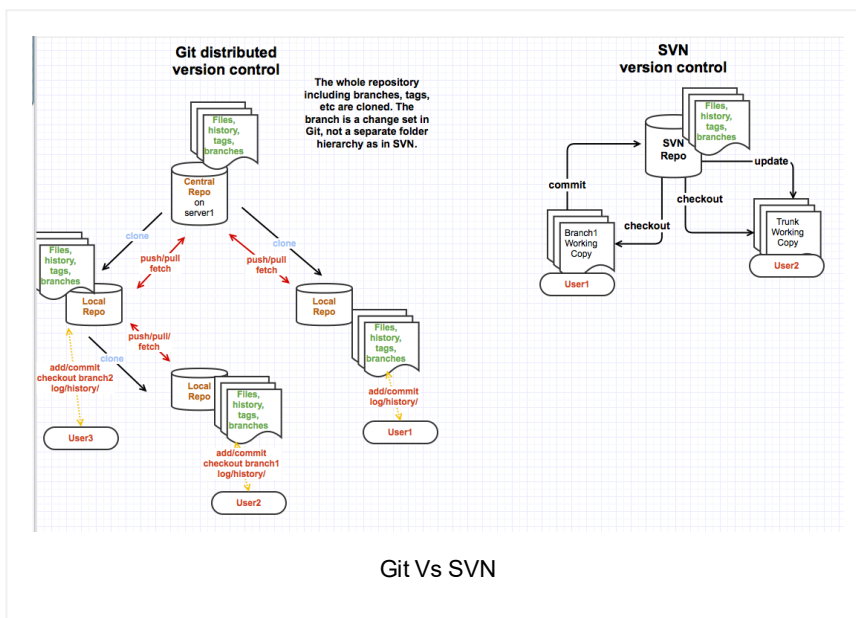 Git distributed
version control
The whole repository
including branches, tags,
etc are cloned. The
branch is a change set in
Git, not a separate folder
hierarchy as in SVN.
Files,
history,
tags,
branches
Central
Repo
on
server1
clone
clone
push/pull
fetch
push/pull
fetch
Files,
history,
tags,
branches
Local
Repo
Local
Repo
Files,
history,
tags,
branches
push/pull/
fetch
clone
add/commit
checkout branch2
log/history/
User3
Local
Repo
Files,
history,
tags,
branches
add/commit
checkout branch1
log/history/
User2
add/commit
log/history/
User1
SVN
version control
Files,
history,
tags,
branches
SVN
Repo
update
commit
checkout
checkout
Branch1
Working
Copy
User1
Trunk
Working
Copy
User2
Git Vs SVN